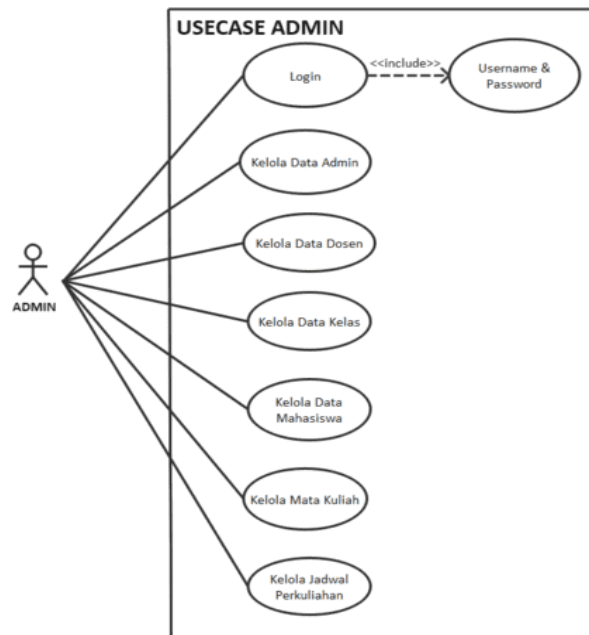 USECASE ADMIN
Login
<<include>>
Username &
Password
Kelola Data Admin
Kelola Data Dosen
ADMIN
Kelola Data Kelas
Kelola Data
Mahasiswa
Kelola Mata Kuliah
Kelola Jadwal
Perkuliahan